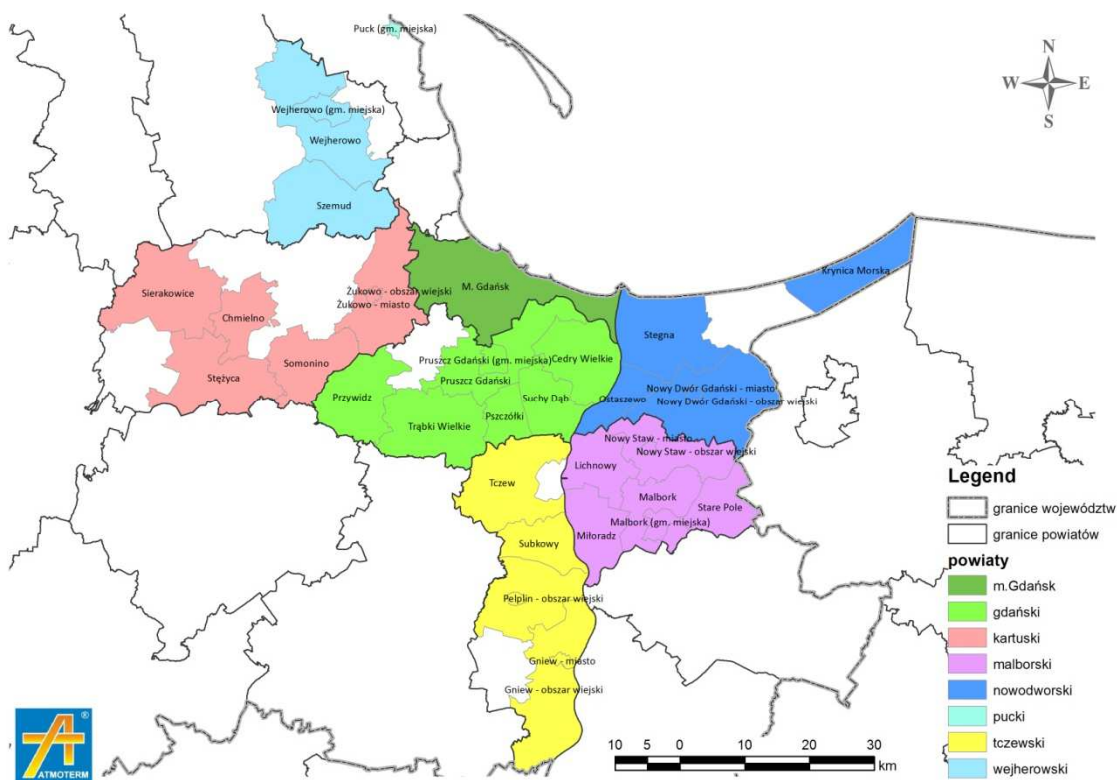 Puck (gm. miejska)
N
W E
S
Wejherowo (gm. miejska)
Wejherowo
Szemud
Krynica Morska
M. Gdańsk
Sierakowice
Żukowo - obszar wiejski
Żukowo - miasto
Chmielno
Stegna
Somonino
Pruszcz Gdański (gm. miejska)
Cedry Wielkie
Stężyca
Pruszcz Gdański
Nowy Dwór Gdański - miasto
Przywidz
Suchy Dąb
Ostaszewo
Nowy Dwór Gdański - obszar wiejski
Pszczółki
Trąbki Wielkie
Nowy Staw - miasto
Nowy Staw - obszar wiejski
Lichnowy
Tczew
Malbork
Stare Pole
Malbork (gm. miejska)
Miłoradz
Subkowy
Pelplin - obszar wiejski
Gniew - miasto
Gniew - obszar wiejski
Legend
granice województw
granice powiatów
powiaty
m.Gdańsk
gdański
kartuski
malborski
nowodworski
pucki
tczewski
wejherowski
10 5 0 10 20 30
km
®
ATMOTERM